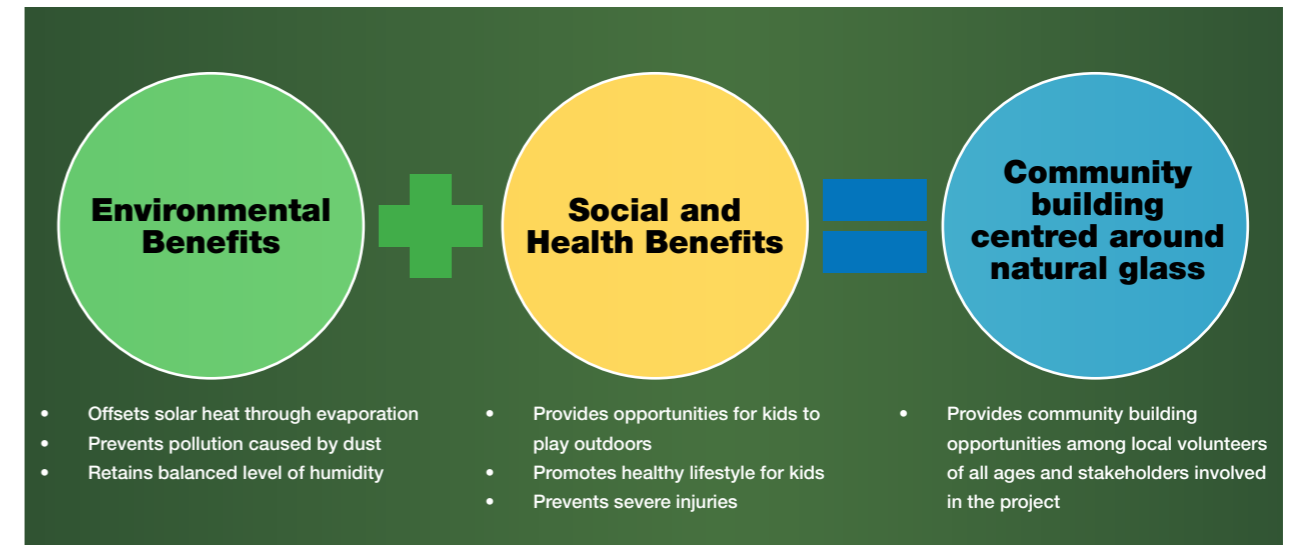 Environmental
Benefits
Social and
Health Benefits
Community
building
centred around
natural glass
• Offsets solar heat through evaporation
• Prevents pollution caused by dust
• Retains balanced level of humidity
• Provides opportunities for kids to
play outdoors
• Promotes healthy lifestyle for kids
• Prevents severe injuries
• Provides community building
opportunities among local volunteers
of all ages and stakeholders involved
in the project